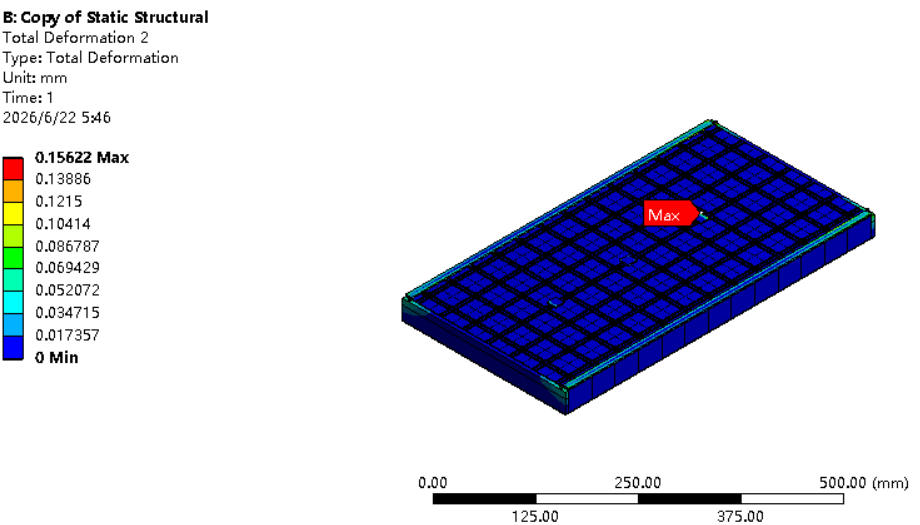 B: Copy of Static Structural
Total Deformation 2
Type: Total Deformation
Unit: mm
Time: 1
2026/6/22 5:46
0.15622 Max
0.13886
0.1215
0.10414
0.086787
0.069429
0.052072
0.034715
0.017357
0 Min
Max
0.00 250.00 500.00 (mm)
125.00 375.00